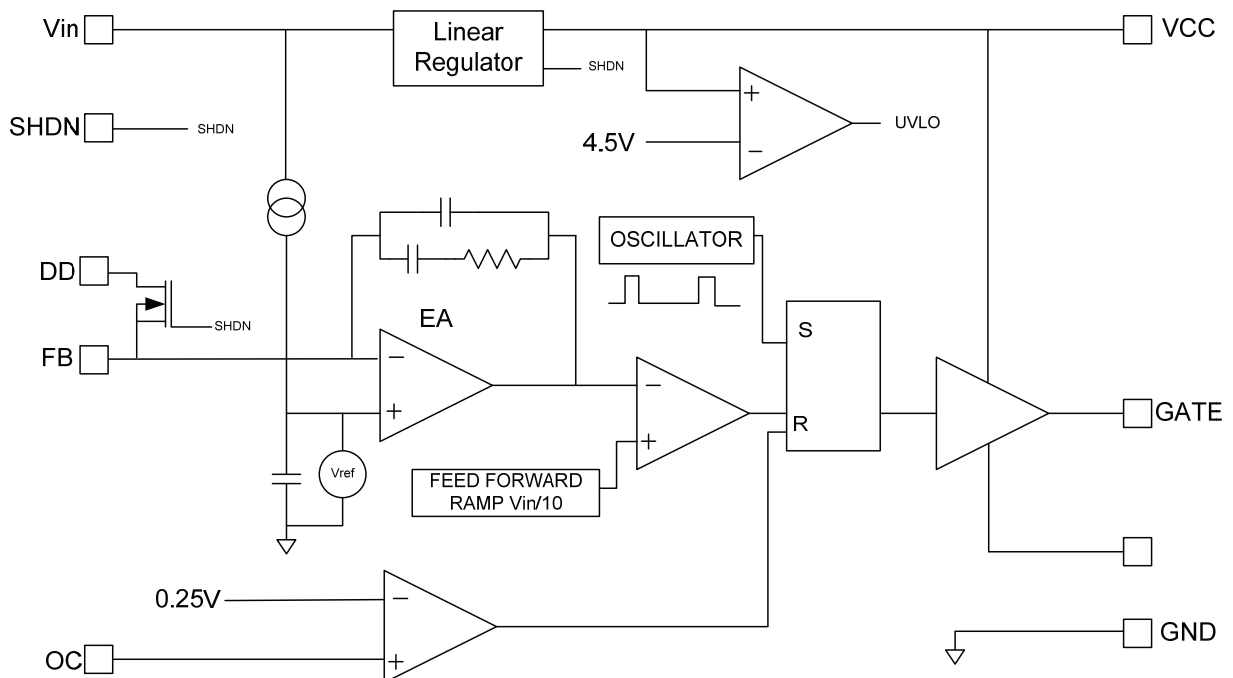 Vin
Linear
Regulator
SHDN
VCC
SHDN
SHDN
+
4.5V
−
UVLO
OSCILLATOR
DD
SHDN
EA
FB
−
+
S
−
R
+
GATE
Vref
FEED FORWARD
RAMP Vin/10
0.25V
−
OC
+
GND